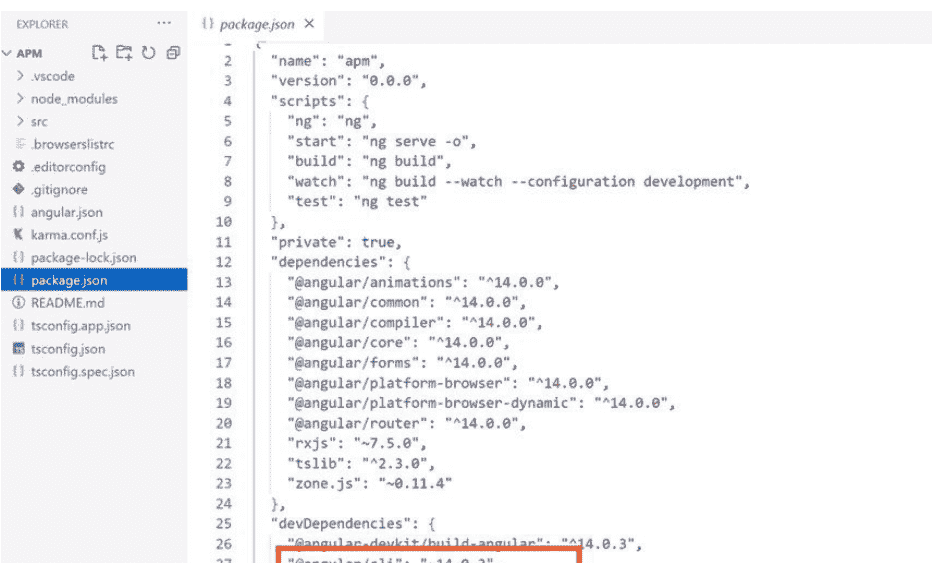 EXPLORER
APM
.vscode
node_modules
src
.browserslistrc
.editorconfig
.gitignore
angular.json
karma.conf.js
package-lock.json
package.json
README.md
tsconfig.app.json
tsconfig.json
tsconfig.spec.json
package.json
2 "name": "apm",
3 "version": "0.0.0",
4 "scripts": {
5 "ng": "ng",
6 "start": "ng serve -o",
7 "build": "ng build",
8 "watch": "ng build --watch --configuration development",
9 "test": "ng test"
10 },
11 "private": true,
12 "dependencies": {
13 "@angular/animations": "^14.0.0",
14 "@angular/common": "^14.0.0",
15 "@angular/compiler": "^14.0.0",
16 "@angular/core": "^14.0.0",
17 "@angular/forms": "^14.0.0",
18 "@angular/platform-browser": "^14.0.0",
19 "@angular/platform-browser-dynamic": "^14.0.0",
20 "@angular/router": "^14.0.0",
21 "rxjs": "~7.5.0",
22 "tslib": "^2.3.0",
23 "zone.js": "~0.11.4"
24 },
25 "devDependencies": {
26 "@angular-devkit/build-angular": "^14.0.3",